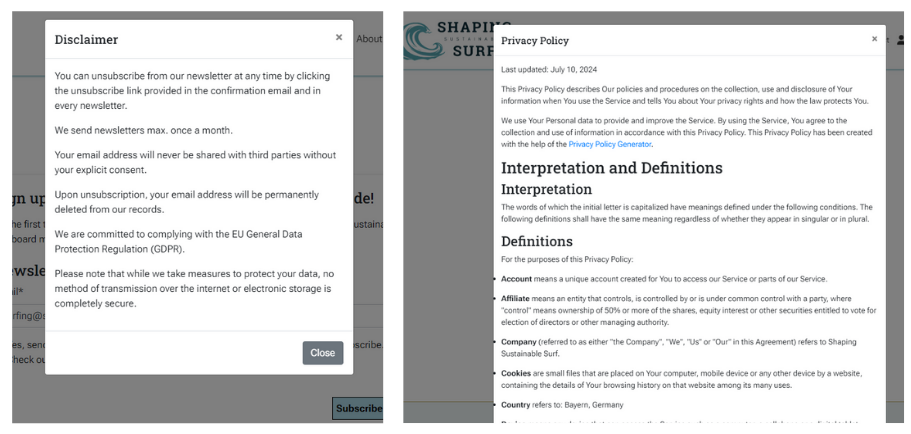 Disclaimer ×
You can unsubscribe from our newsletter at any time by clicking
the unsubscribe link provided in the confirmation email and in
every newsletter.
We send newsletters max. once a month.
Your email address will never be shared with third parties without
your explicit consent.
Upon unsubscription, your email address will be permanently
deleted from our records.
We are committed to complying with the EU General Data
Protection Regulation (GDPR).
Please note that while we take measures to protect your data, no
method of transmission over the internet or electronic storage is
completely secure.
Close
About
gn up
de!
he first
ustaina
board m
wsle
ail*
rfing@s
es, send
scribe.
heck ou
Subscribe
SHAPING
SURF
Privacy Policy ×
Last updated: July 10, 2024
This Privacy Policy describes Our policies and procedures on the collection, use and disclosure of Your
information when You use the Service and tells You about Your privacy rights and how the law protects You.
We use Your Personal data to provide and improve the Service. By using the Service, You agree to the
collection and use of information in accordance with this Privacy Policy. This Privacy Policy has been created
with the help of the Privacy Policy Generator.
Interpretation and Definitions
Interpretation
The words of which the initial letter is capitalized have meanings defined under the following conditions. The
following definitions shall have the same meaning regardless of whether they appear in singular or in plural.
Definitions
For the purposes of this Privacy Policy:
• Account means a unique account created for You to access our Service or parts of our Service.
• Affiliate means an entity that controls, is controlled by or is under common control with a party, where
"control" means ownership of 50% or more of the shares, equity interest or other securities entitled to vote for
election of directors or other managing authority.
• Company (referred to as either "the Company", "We", "Us" or "Our" in this Agreement) refers to Shaping
Sustainable Surf.
• Cookies are small files that are placed on Your computer, mobile device or any other device by a website,
containing the details of Your browsing history on that website among its many uses.
• Country refers to: Bayern, Germany